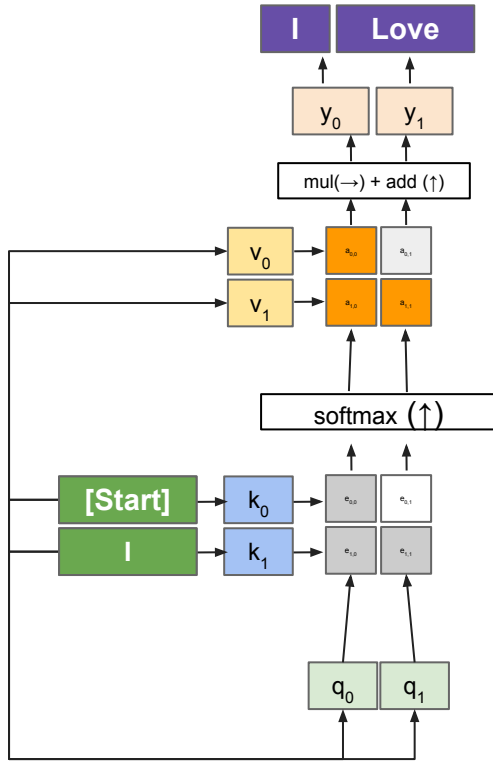 I Love
y0 y1
mul(→) + add (↑)
v0 a0,0 a0,1
v1 a1,0 a1,1
softmax (↑)
[Start] k0 e0,0 e0,1
I k1 e1,0 e1,1
q0 q1